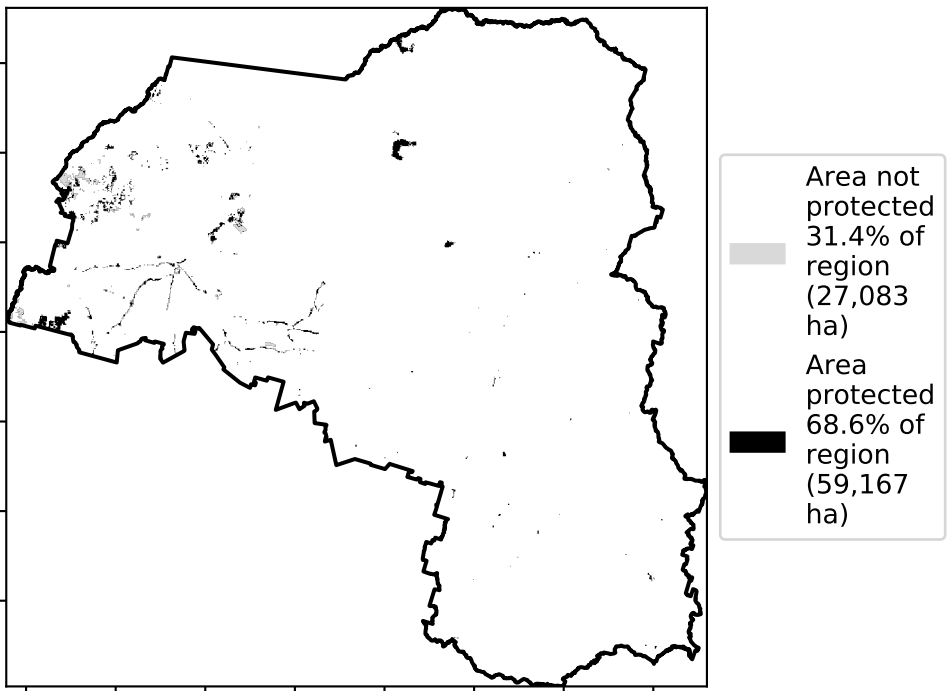 Area not
protected
31.4% of
region
(27,083
ha)
Area
protected
68.6% of
region
(59,167
ha)